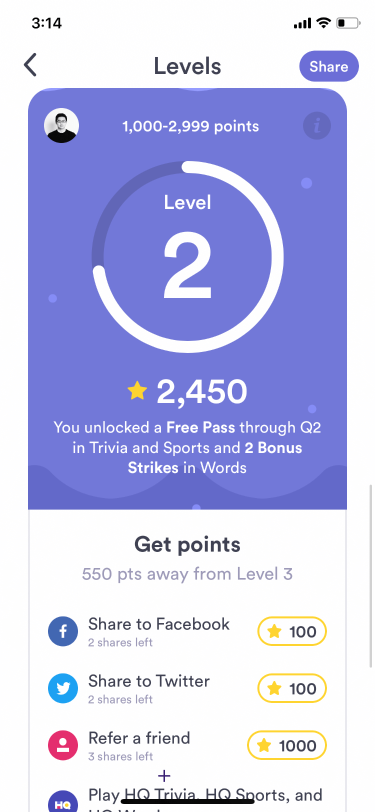 3:14
Levels
Share
1,000-2,999 points
i
Level
2
2,450
You unlocked a Free Pass through Q2
in Trivia and Sports and 2 Bonus
Strikes in Words
Get points
550 pts away from Level 3
Share to Facebook
2 shares left
100
Share to Twitter
2 shares left
100
Refer a friend
3 shares left
1000
+
Play HQ Trivia, HQ Sports, and
HQ